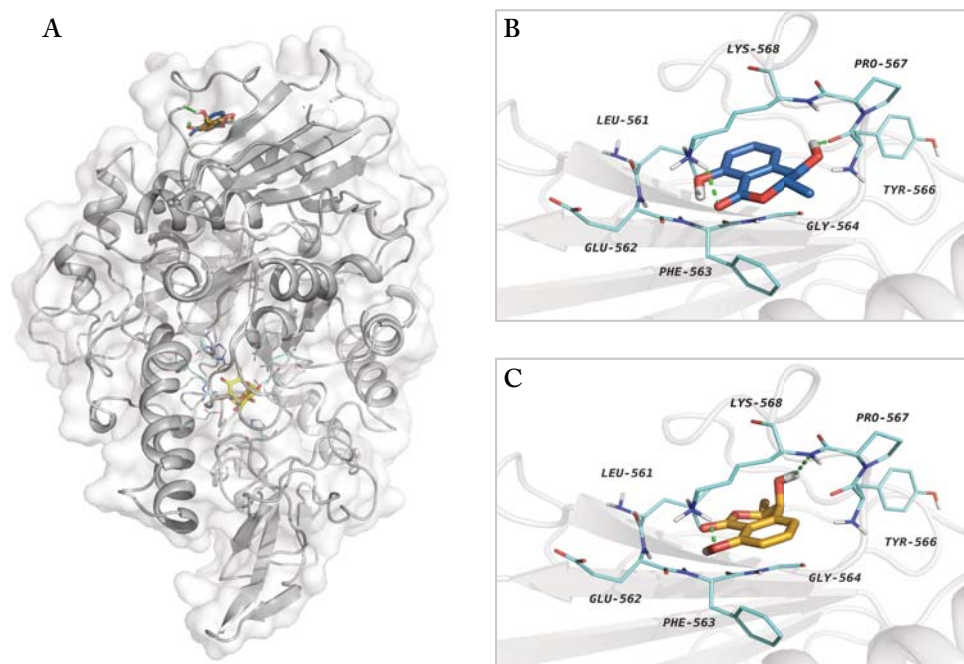 A
B
LYS-568
PRO-567
LEU-561
TYR-566
GLU-562
GLY-564
PHE-563
C
LYS-568
PRO-567
LEU-561
TYR-566
GLU-562
GLY-564
PHE-563